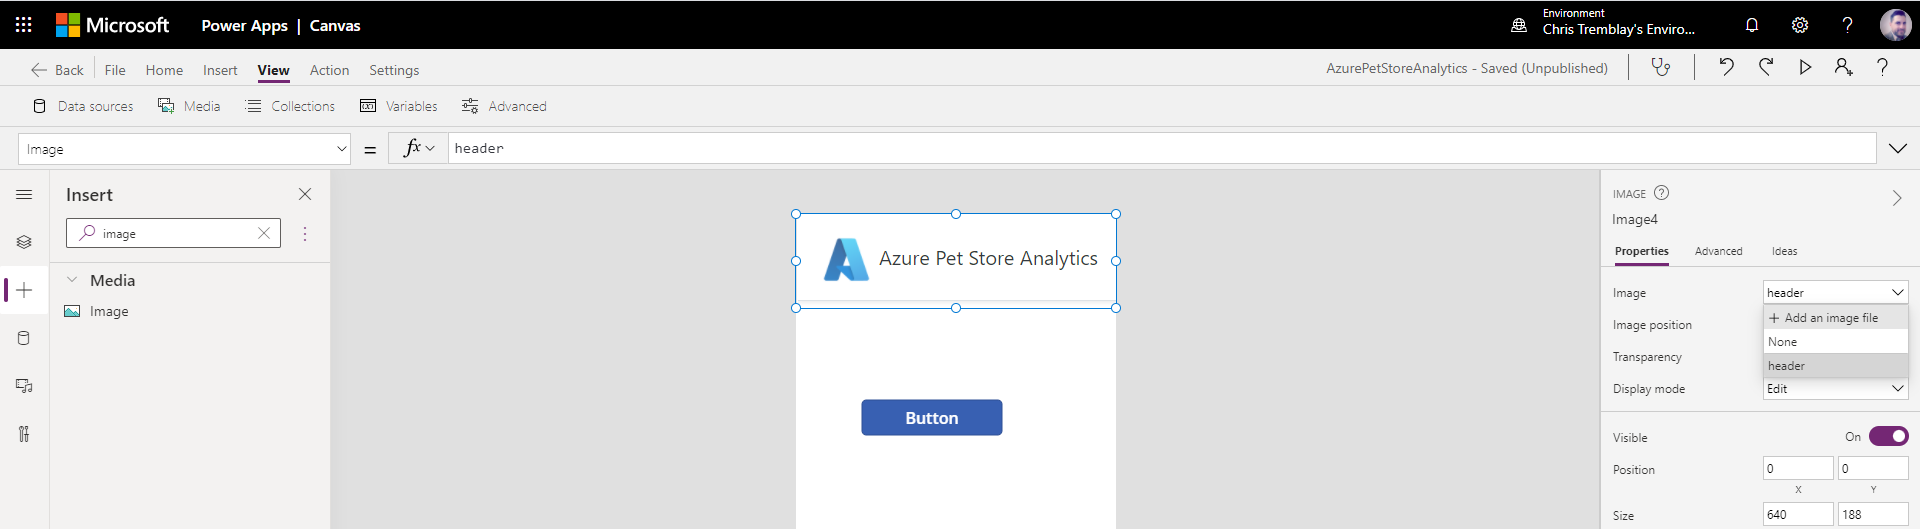 Microsoft Power Apps | Canvas
Environment
Chris Tremblay's Enviro...
?
Back File Home Insert View Action Settings
AzurePetStoreAnalytics - Saved (Unpublished)
?
Data sources Media Collections Variables Advanced
Image = fx header
Insert
image
Media
Image
Azure Pet Store Analytics
Button
IMAGE ?
Image4
Properties Advanced Ideas
Image header
+ Add an image file
Image position
None
Transparency
header
Display mode Edit
Visible On
Position 0 0
X Y
Size 640 188